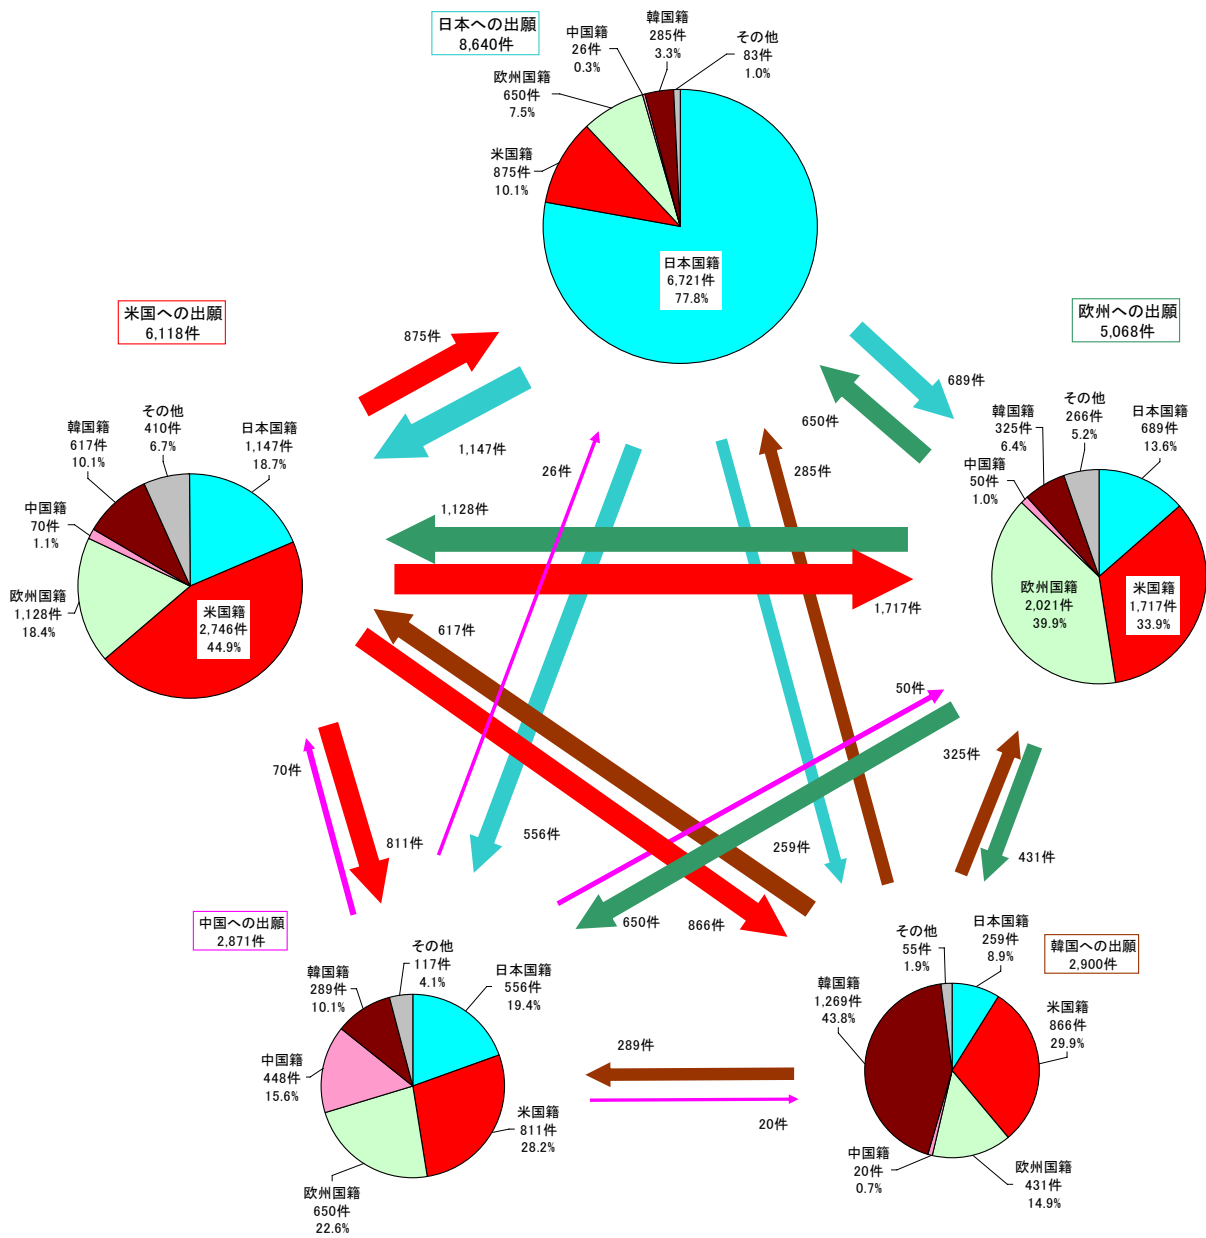 日本への出願
8,640件
中国籍
26件
0.3%
韓国籍
285件
3.3%
その他
83件
1.0%
欧州国籍
650件
7.5%
米国籍
875件
10.1%
日本国籍
6,721件
77.8%
米国への出願
6,118件
欧州への出願
5,068件
875件
1,147件
689件
650件
韓国籍
617件
10.1%
その他
410件
6.7%
日本国籍
1,147件
18.7%
中国籍
70件
1.1%
欧州国籍
1,128件
18.4%
米国籍
2,746件
44.9%
韓国籍
325件
6.4%
その他
266件
5.2%
日本国籍
689件
13.6%
中国籍
50件
1.0%
欧州国籍
2,021件
39.9%
米国籍
1,717件
33.9%
26件
285件
1,128件
1,717件
617件
50件
70件
811件
556件
259件
325件
431件
650件
866件
中国への出願
2,871件
韓国への出願
2,900件
韓国籍
289件
10.1%
その他
117件
4.1%
日本国籍
556件
19.4%
中国籍
448件
15.6%
米国籍
811件
28.2%
欧州国籍
650件
22.6%
その他
55件
1.9%
日本国籍
259件
8.9%
韓国籍
1,269件
43.8%
米国籍
866件
29.9%
中国籍
20件
0.7%
欧州国籍
431件
14.9%
289件
20件